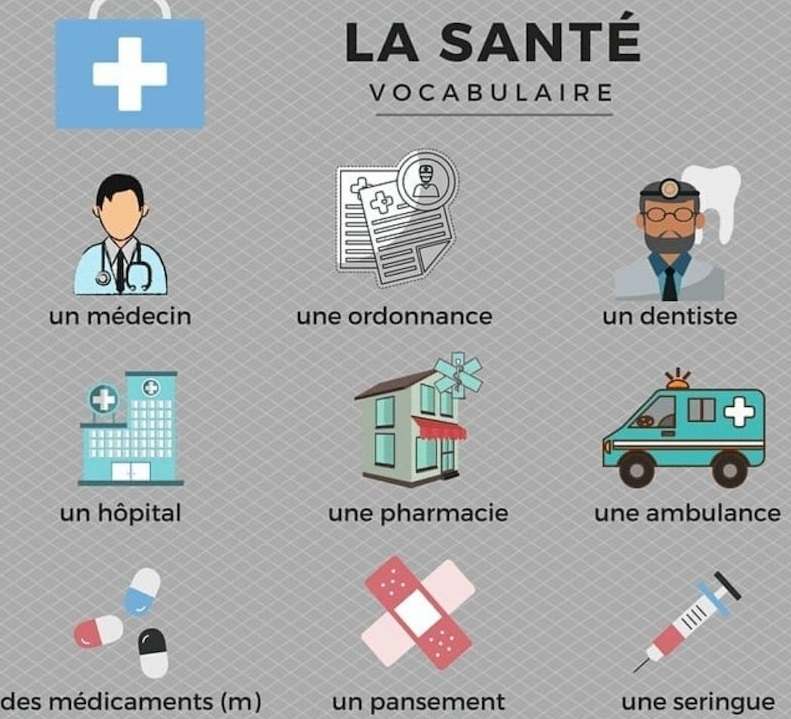 LA SANTÉ
VOCABULAIRE
un médecin
une ordonnance
un dentiste
un hôpital
une pharmacie
une ambulance
des médicaments (m)
un pansement
une seringue